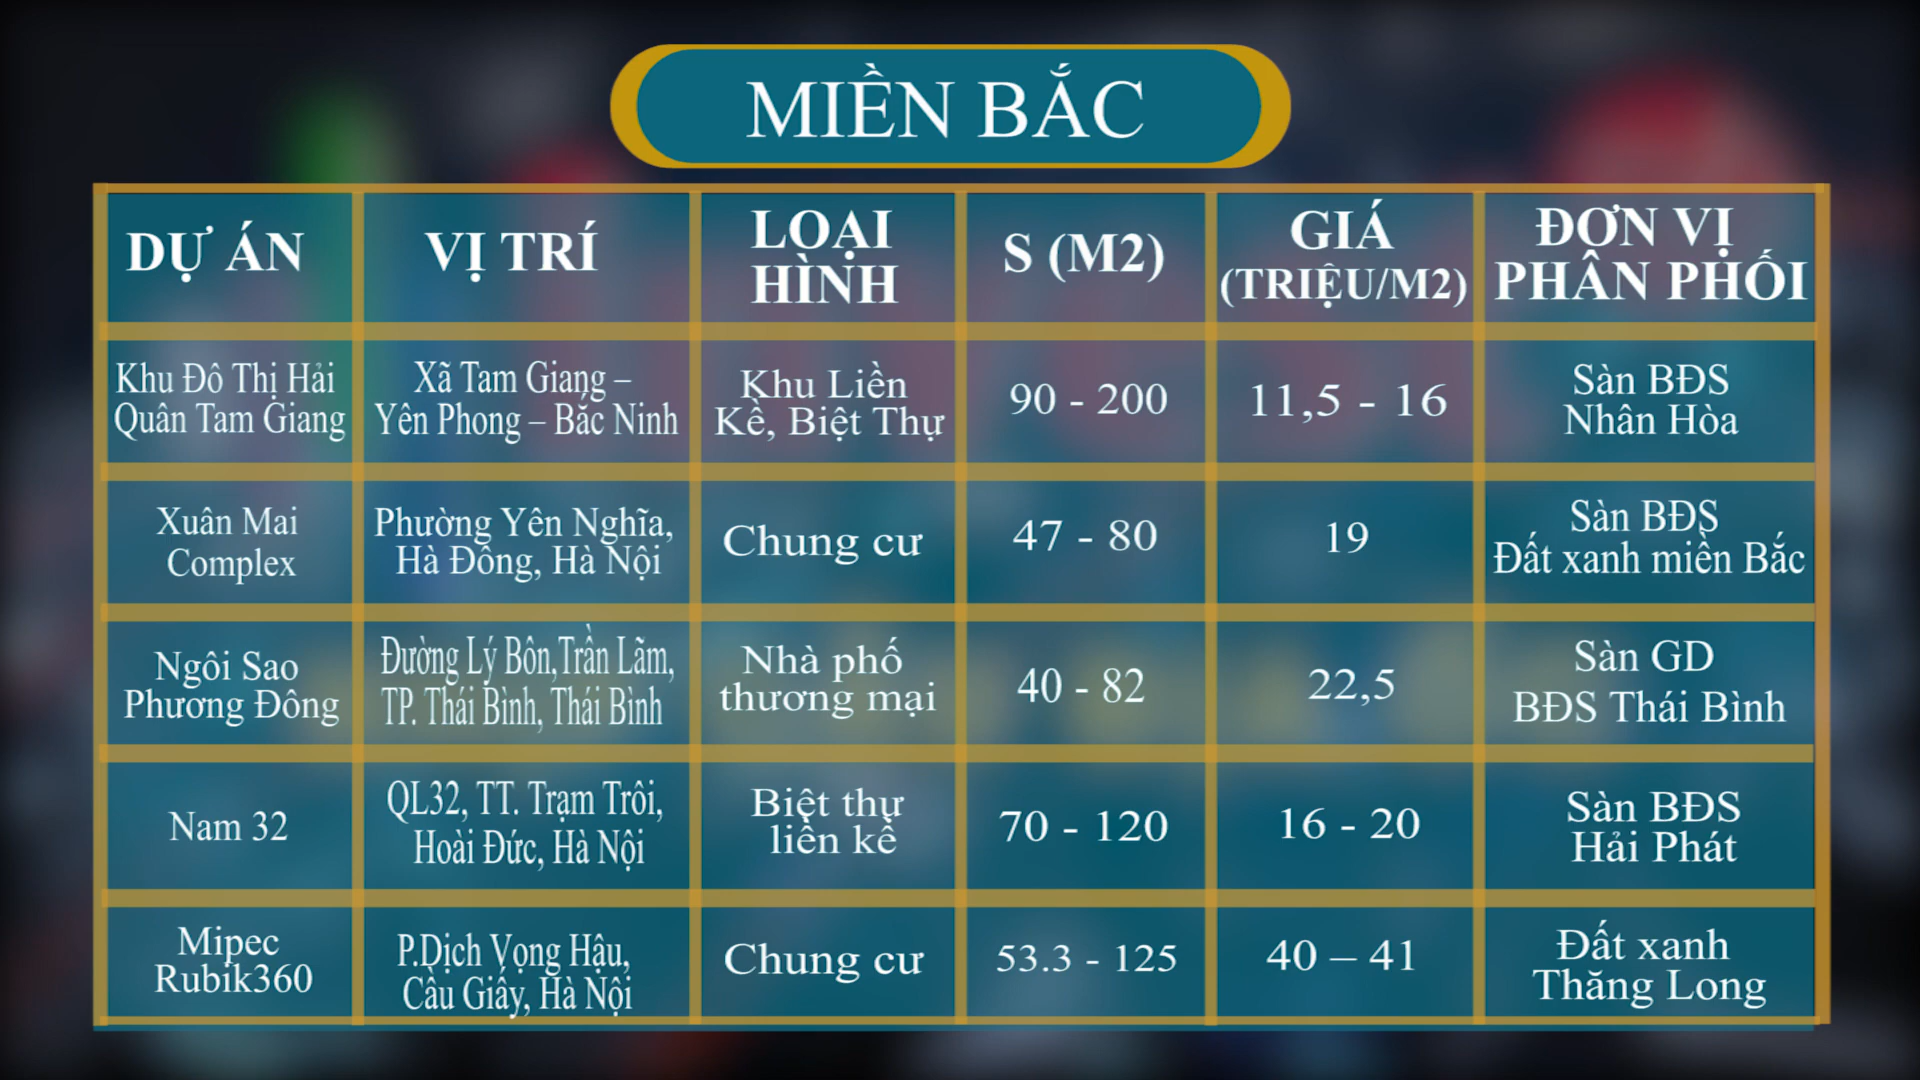 MIỀN BẮC
DỰ ÁN
VỊ TRÍ
LOẠI
HÌNH
S (M2)
GIÁ
(TRIỆU/M2)
ĐƠN VỊ
PHÂN PHỐI
Khu Đô Thị Hải
Quân Tam Giang
Xã Tam Giang –
Yên Phong – Bắc Ninh
Khu Liền
Kề, Biệt Thự
90 - 200
11,5 - 16
Sàn BĐS
Nhân Hòa
Xuân Mai
Complex
Phường Yên Nghĩa,
Hà Đông, Hà Nội
Chung cư
47 - 80
19
Sàn BĐS
Đất xanh miền Bắc
Ngôi Sao
Phương Đông
Đường Lý Bôn,Trần Lãm,
TP. Thái Bình, Thái Bình
Nhà phố
thương mại
40 - 82
22,5
Sàn GD
BĐS Thái Bình
Nam 32
QL32, TT. Trạm Trôi,
Hoài Đức, Hà Nội
Biệt thự
liền kề
70 - 120
16 - 20
Sàn BĐS
Hải Phát
Mipec
Rubik360
P.Dịch Vọng Hậu,
Cầu Giấy, Hà Nội
Chung cư
53.3 - 125
40 – 41
Đất xanh
Thăng Long